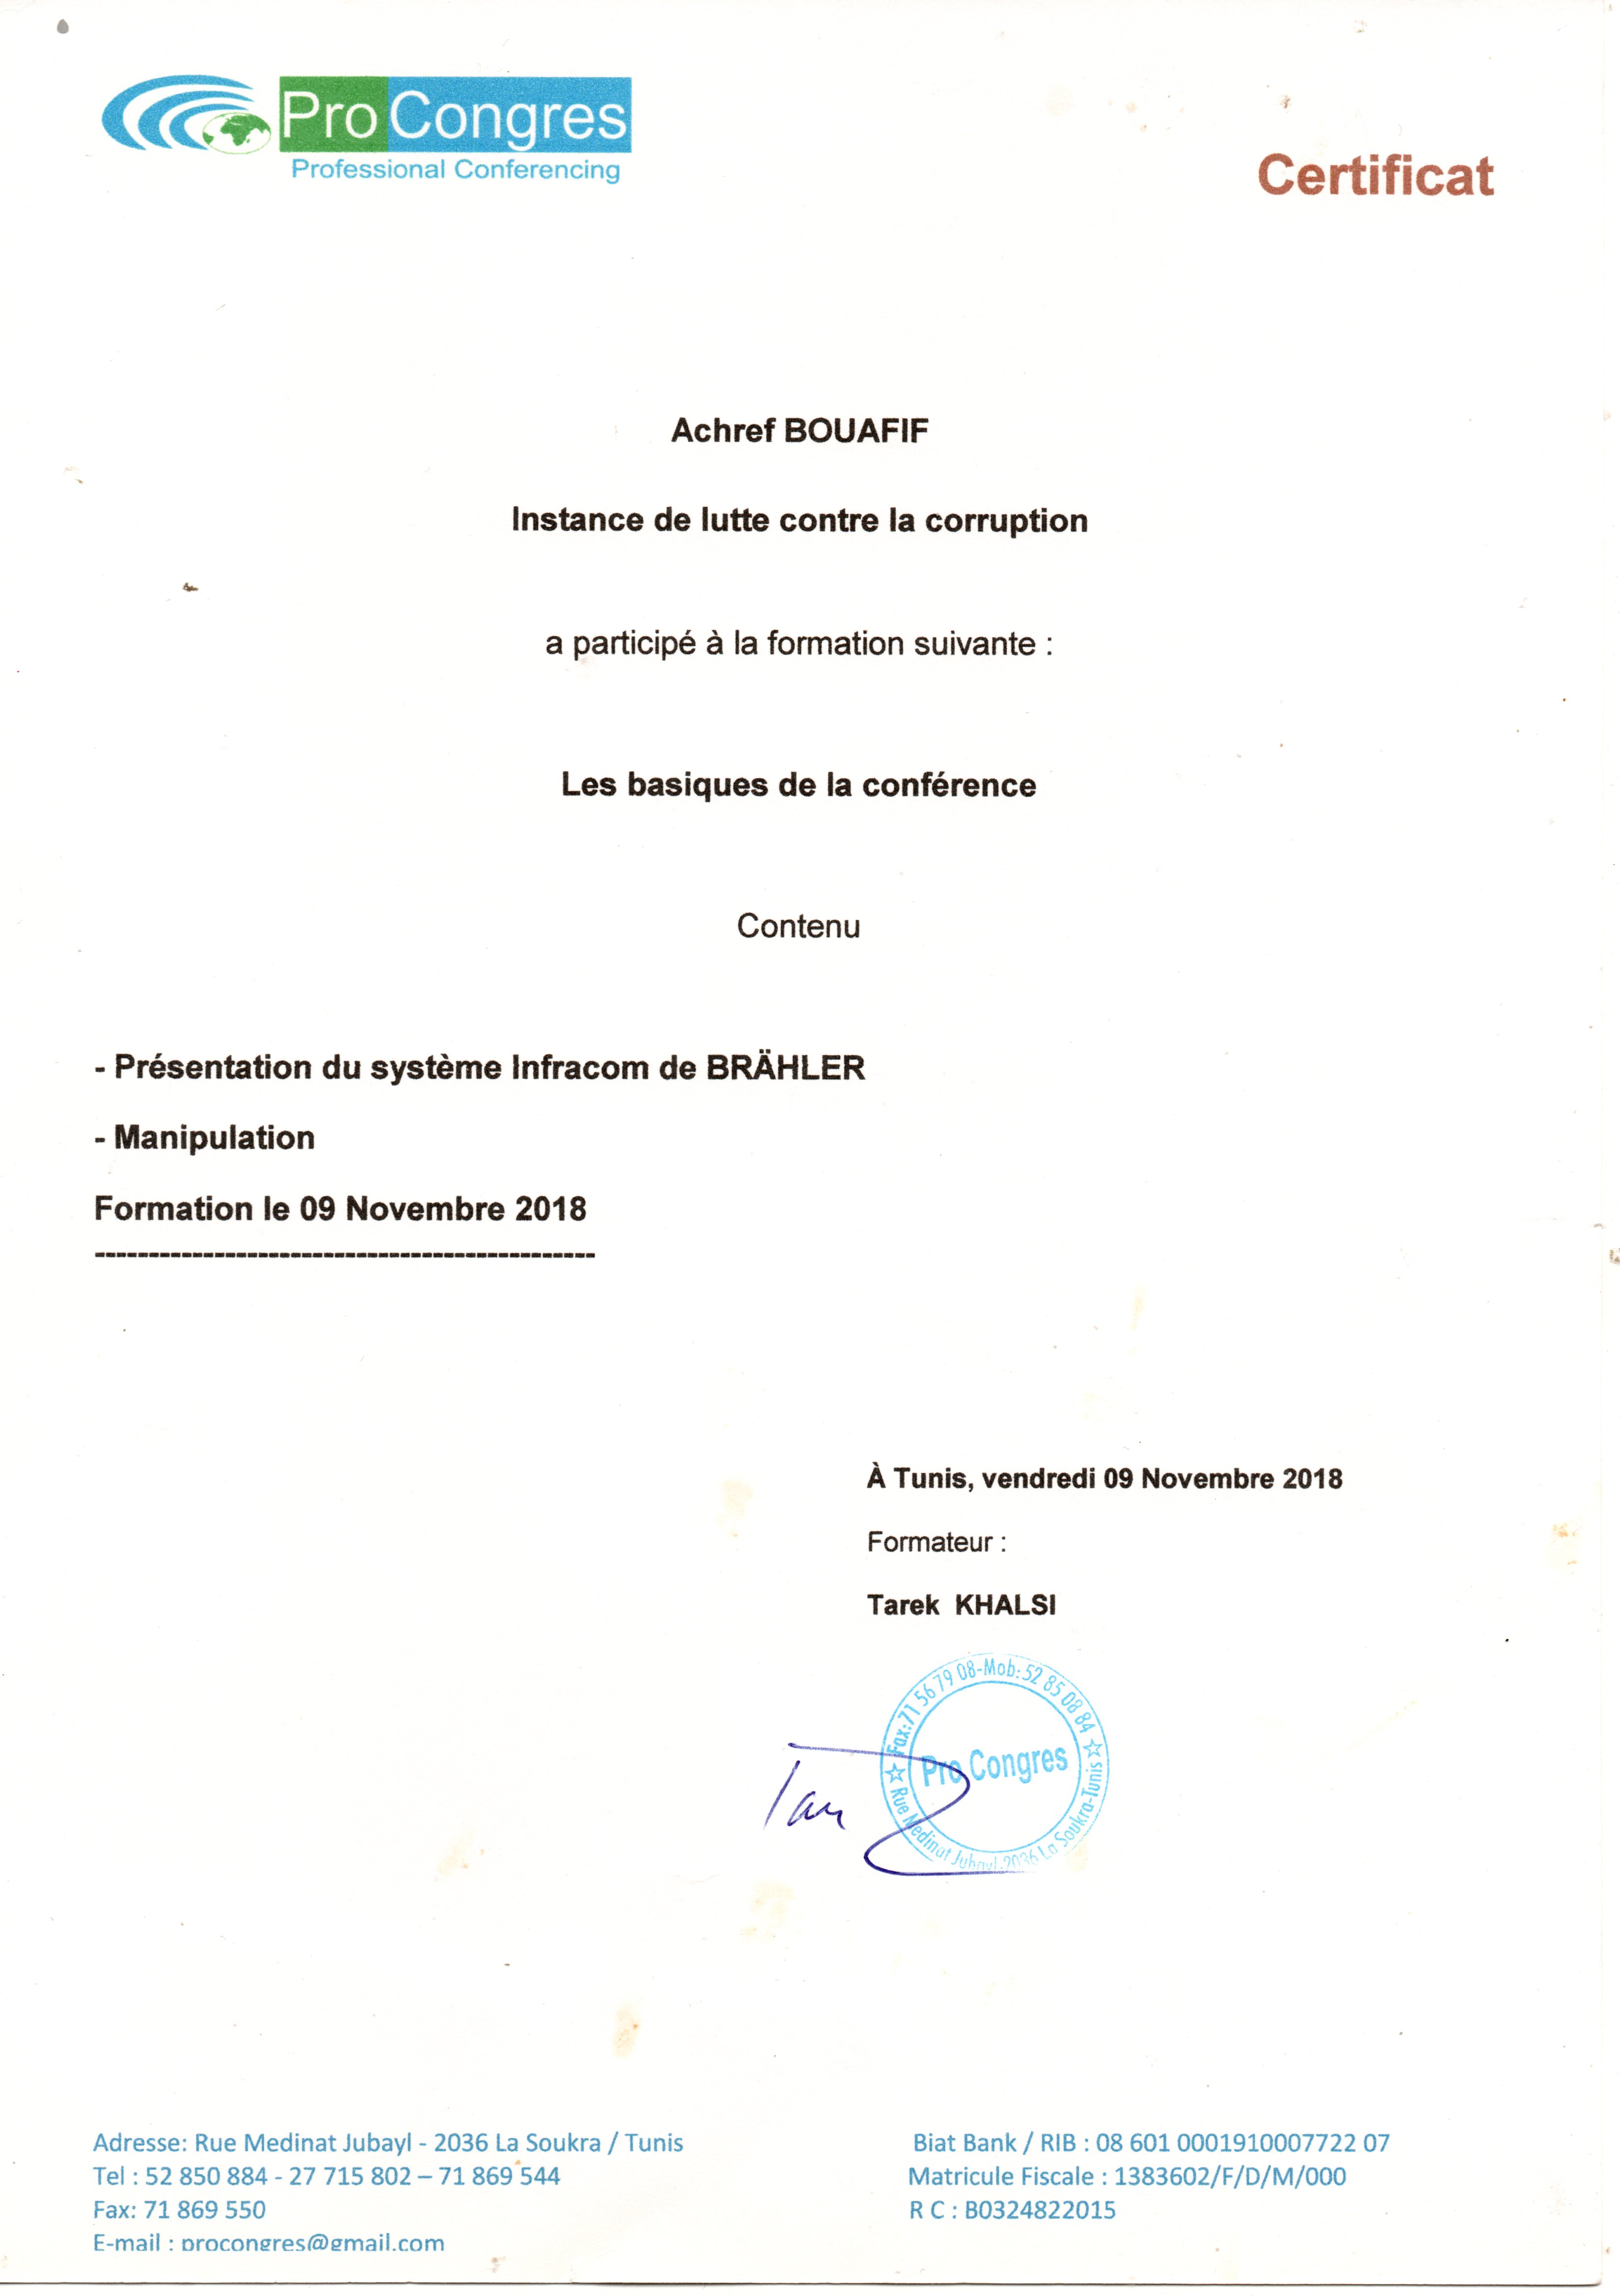 Pro Congres
Professional Conferencing
Certificat
Achref BOUAFIF
Instance de lutte contre la corruption
a participé à la formation suivante :
Les basiques de la conférence
Contenu
- Présentation du système Infracom de BRÄHLER
- Manipulation
Formation le 09 Novembre 2018
----------------------------------------------
À Tunis, vendredi 09 Novembre 2018
Formateur :
Tarek KHALSI
Fax:71 56 79 08-Mob:52 85 08 84
Pro Congres
Rue Medinat Jubayl.2036 La Soukra-Tunis
Adresse: Rue Medinat Jubayl - 2036 La Soukra / Tunis
Tel : 52 850 884 - 27 715 802 – 71 869 544
Fax: 71 869 550
E-mail : procongres@gmail.com
Biat Bank / RIB : 08 601 0001910007722 07
Matricule Fiscale : 1383602/F/D/M/000
R C : B0324822015